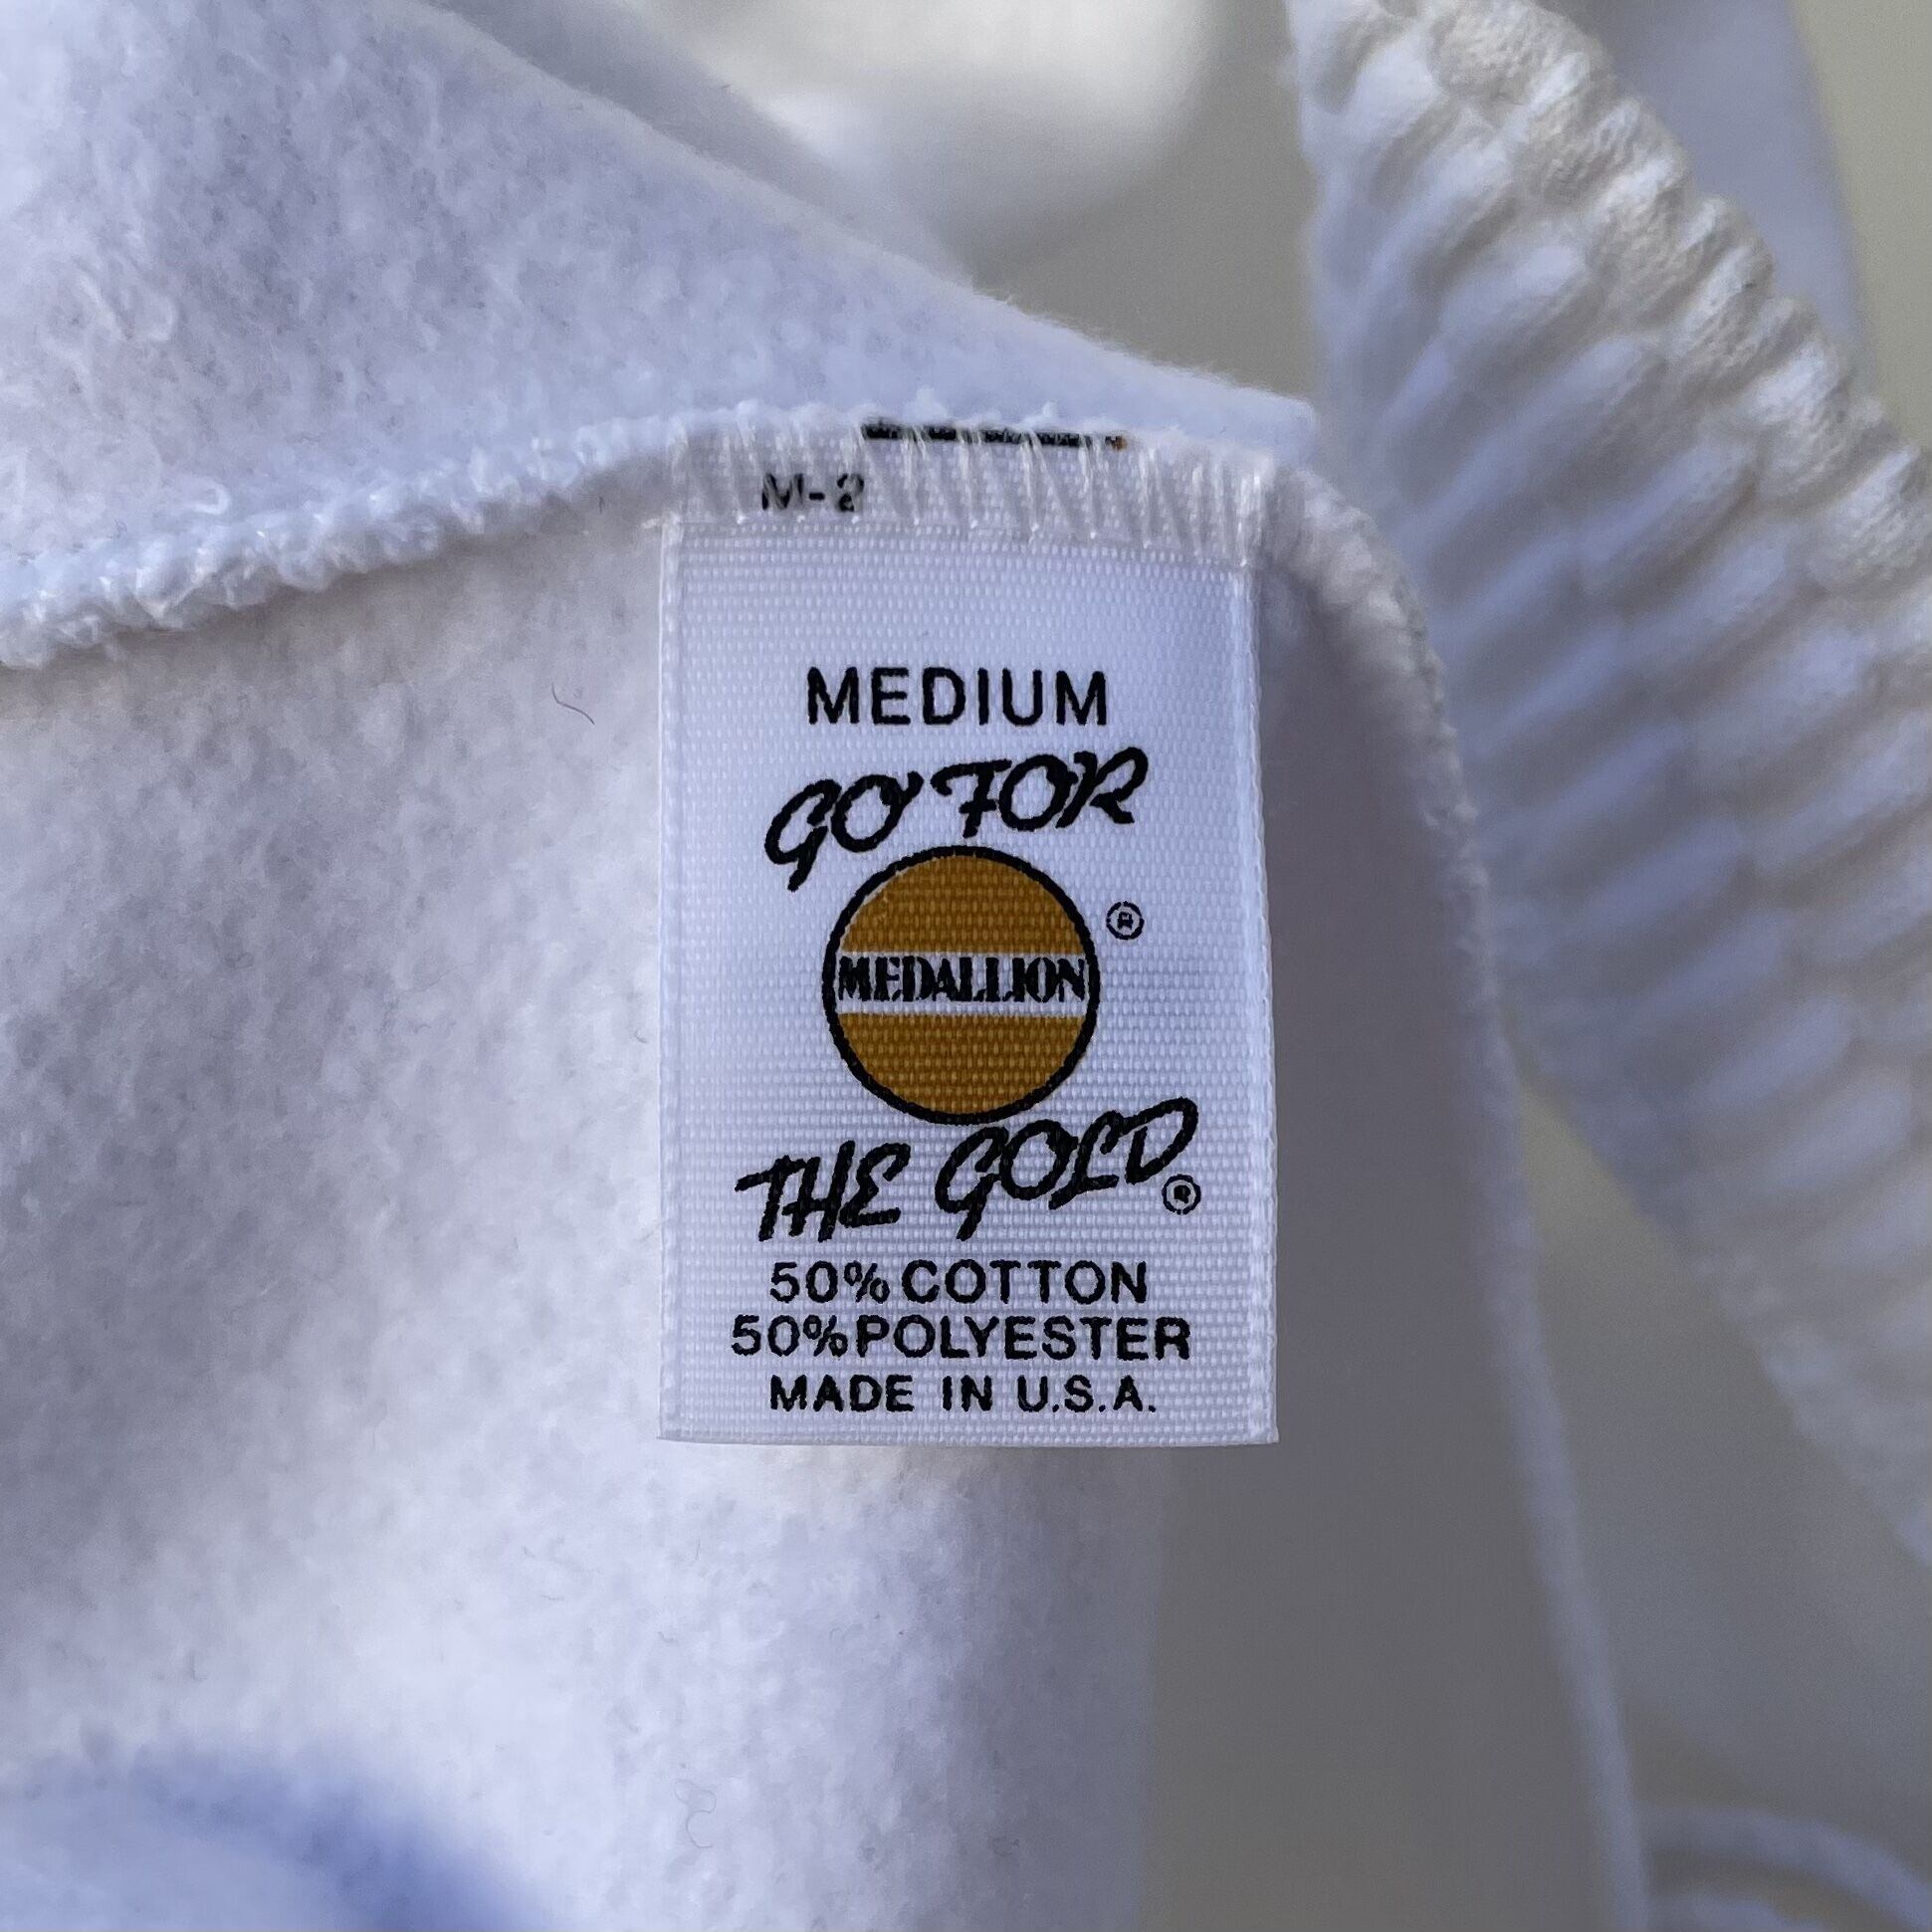 M-2
MEDIUM
GO FOR
MEDALLION ®
THE GOLD ®
50% COTTON
50% POLYESTER
MADE IN U.S.A.